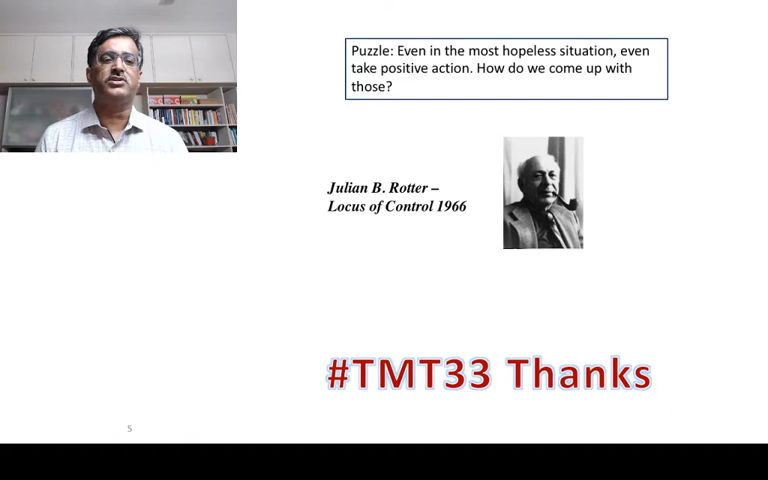 Puzzle: Even in the most hopeless situation, even
take positive action. How do we come up with
those?
Julian B. Rotter –
Locus of Control 1966
#TMT33 Thanks
5